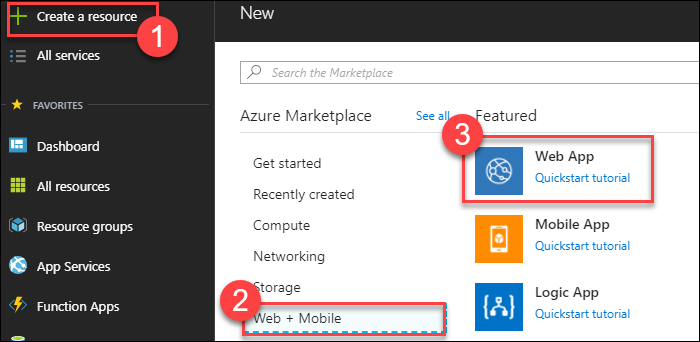 Create a resource
1
All services
FAVORITES
Dashboard
All resources
Resource groups
App Services
Function Apps
New
Search the Marketplace
Azure Marketplace
See all
Get started
Recently created
Compute
Networking
Storage
2
Web + Mobile
Featured
3
Web App
Quickstart tutorial
Mobile App
Quickstart tutorial
Logic App
Quickstart tutorial